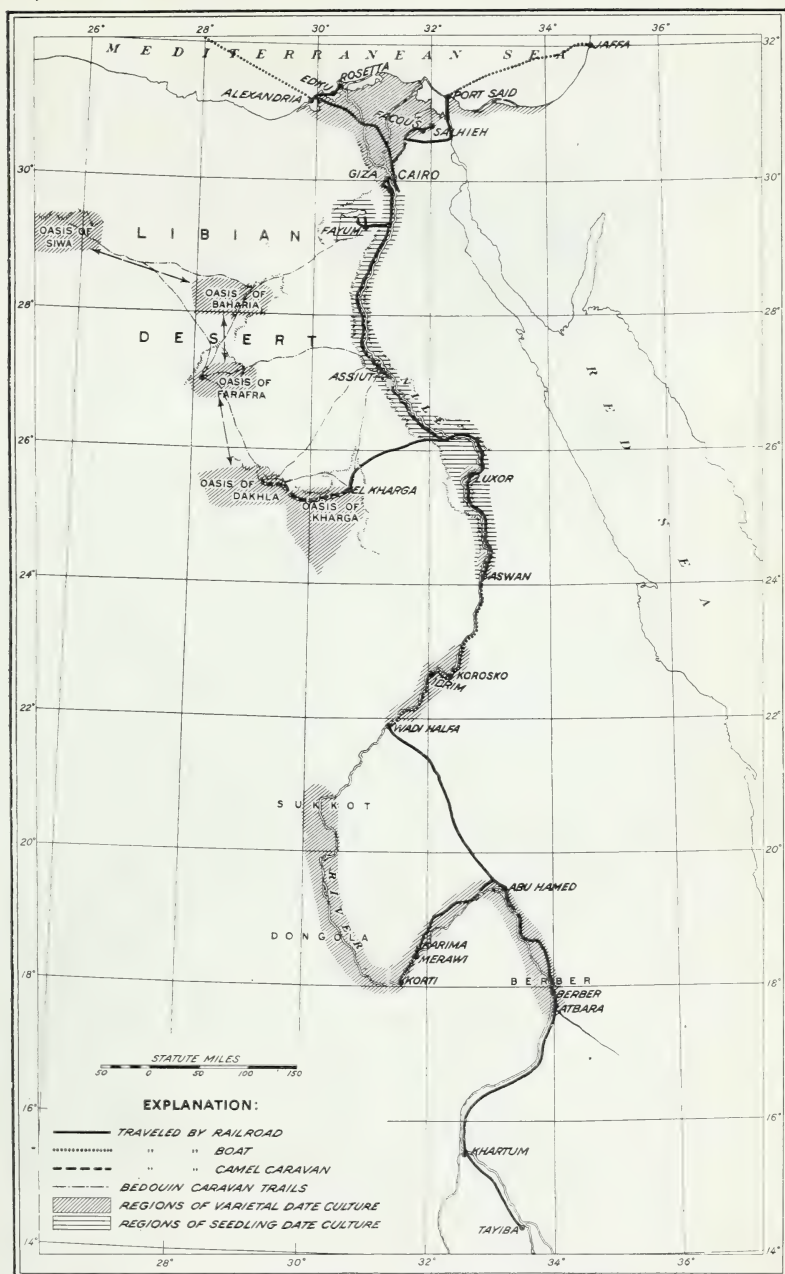 26° 28° 30° 32° 34° 36°
MEDITERRANEAN SEA
32°
JAFFA
ROSETTA
EDKU
ALEXANDRIA
PORT SAID
FACOUS
SALHIEH
30° 30°
GIZA CAIRO
OASIS OF
SIWA
LIBIAN
FAYUM
28° 28°
OASIS OF
BAHARIA
DESERT
ASSIUT
NILE
RED SEA
OASIS OF
FARAFRA
26° 26°
OASIS OF
DAKHLA
EL KHARGA
OASIS OF
KHARGA
LUXOR
24° 24°
ASWAN
KOROSKO
22° 22°
WADI HALFA
SUKKOT
20° 20°
RIVER
ABU HAMED
DONGOLA
KARIMA
MERAWI
18° 18°
KORTI
BERBER
BERBER
ATBARA
STATUTE MILES
50 0 50 100 150
16° 16°
EXPLANATION:
TRAVELED BY RAILROAD
" " BOAT
" " CAMEL CARAVAN
BEDOUIN CARAVAN TRAILS
REGIONS OF VARIETAL DATE CULTURE
REGIONS OF SEEDLING DATE CULTURE
KHARTUM
TAYIBA
14° 14°
28° 30° 32° 34° 36°